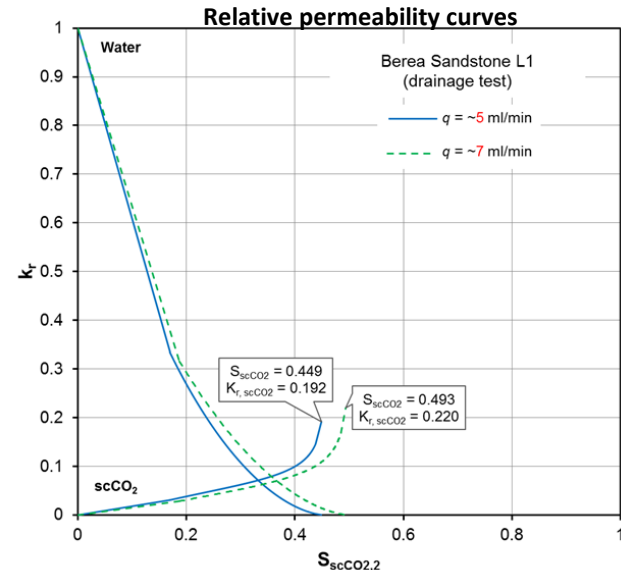 Relative permeability curves
Water
Berea Sandstone L1
(drainage test)
q = ~5 ml/min
q = ~7 ml/min
1
0.9
0.8
0.7
0.6
0.5
0.4
0.3
0.2
0.1
0
kr
SscCO2 = 0.449
Kr, scCO2 = 0.192
SscCO2 = 0.493
Kr, scCO2 = 0.220
scCO2
0
0.2
0.4
0.6
0.8
1
SscCO2,2